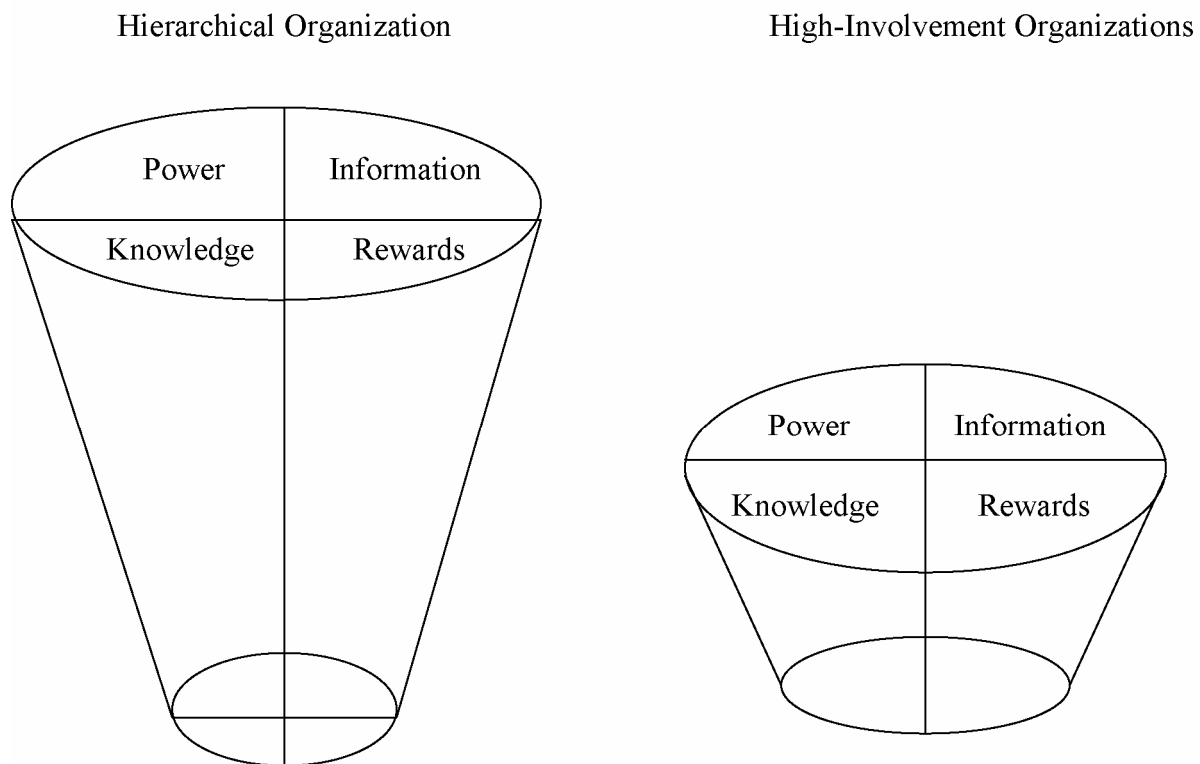 Hierarchical Organization
High-Involvement Organizations
Power
Information
Knowledge
Rewards
Power
Information
Knowledge
Rewards